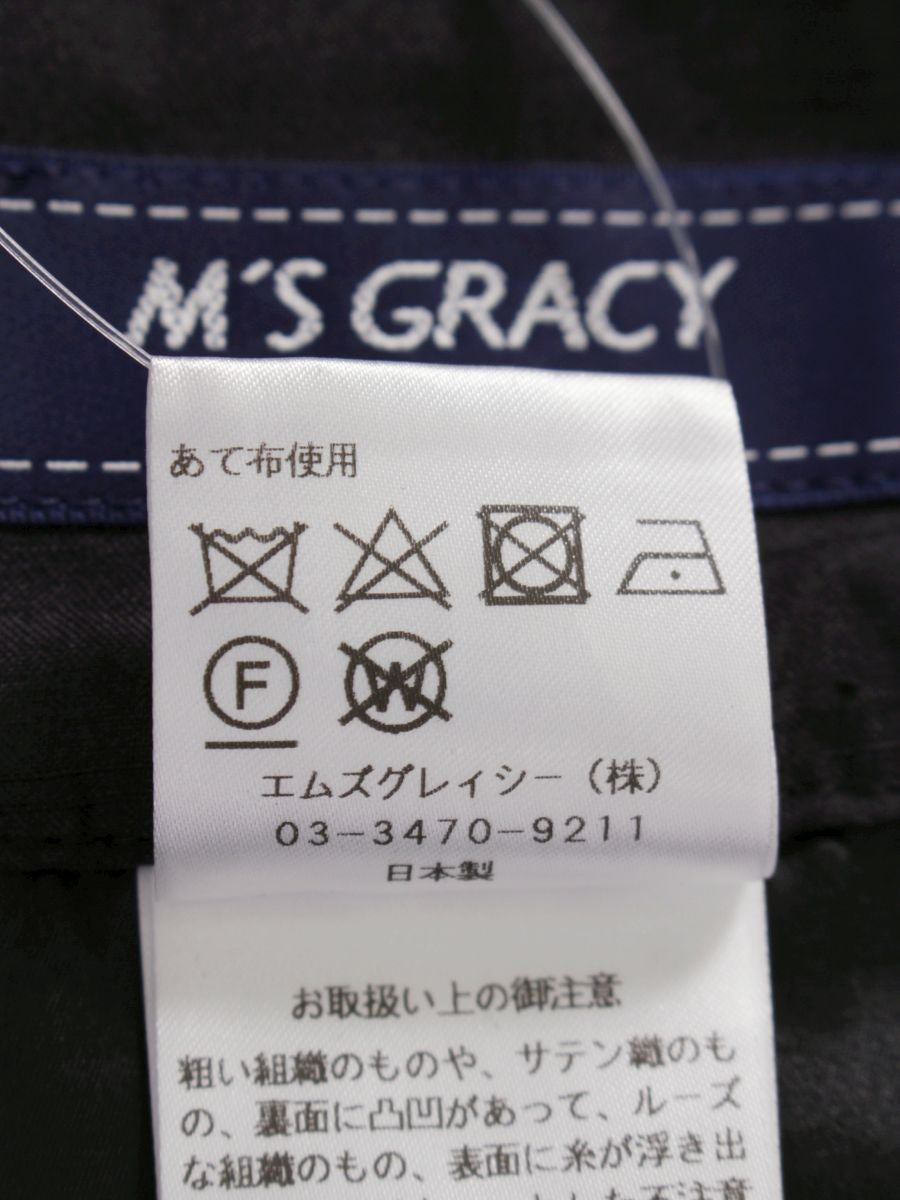 M'S GRACY
あて布使用
F W
エムズグレイシー(株)
03-3470-9211
日本製
お取扱い上の御注意
粗い組織のものや、サテン織のも
の、裏面に凸凹があって、ルーズ
な組織のもの、表面に糸が浮き出